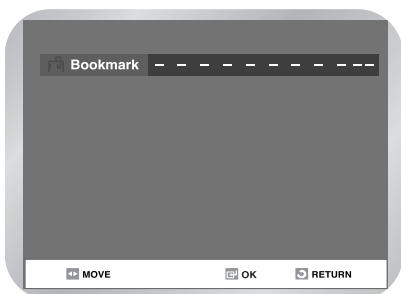 Bookmark – – – – – – – – – – –
MOVE OK RETURN